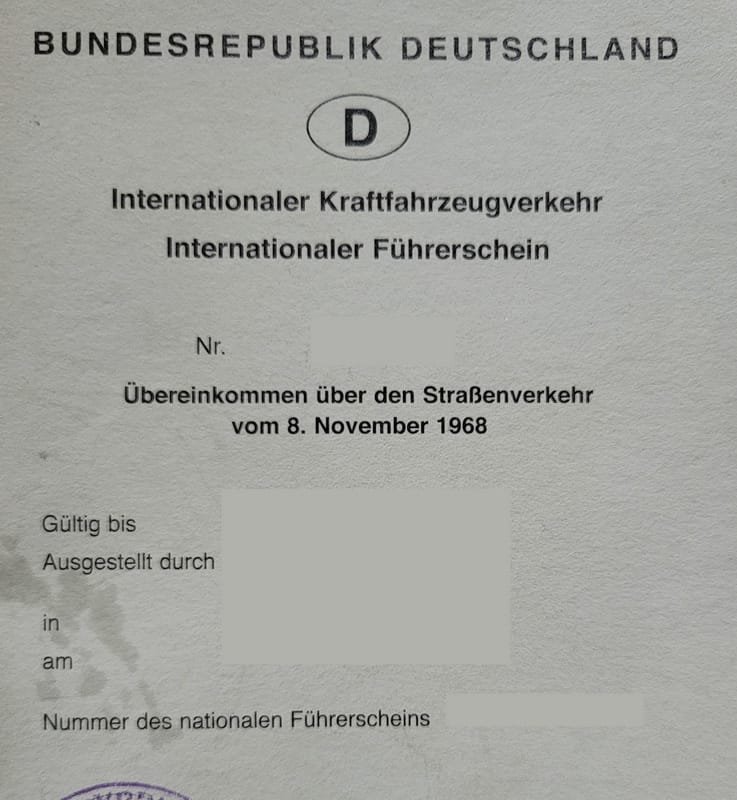 BUNDESREPUBLIK DEUTSCHLAND
D
Internationaler Kraftfahrzeugverkehr
Internationaler Führerschein
Nr.
Übereinkommen über den Straßenverkehr
vom 8. November 1968
Gültig bis
Ausgestellt durch
in
am
Nummer des nationalen Führerscheins